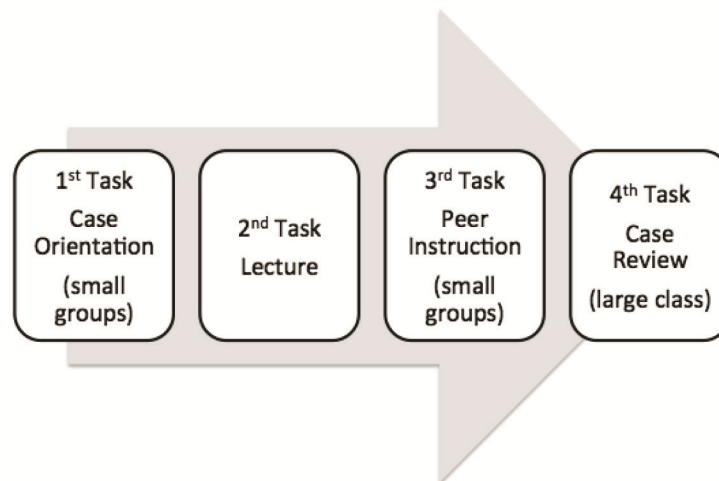 1st Task
Case
Orientation
(small
groups)
2nd Task
Lecture
3rd Task
Peer
Instruction
(small
groups)
4th Task
Case
Review
(large class)